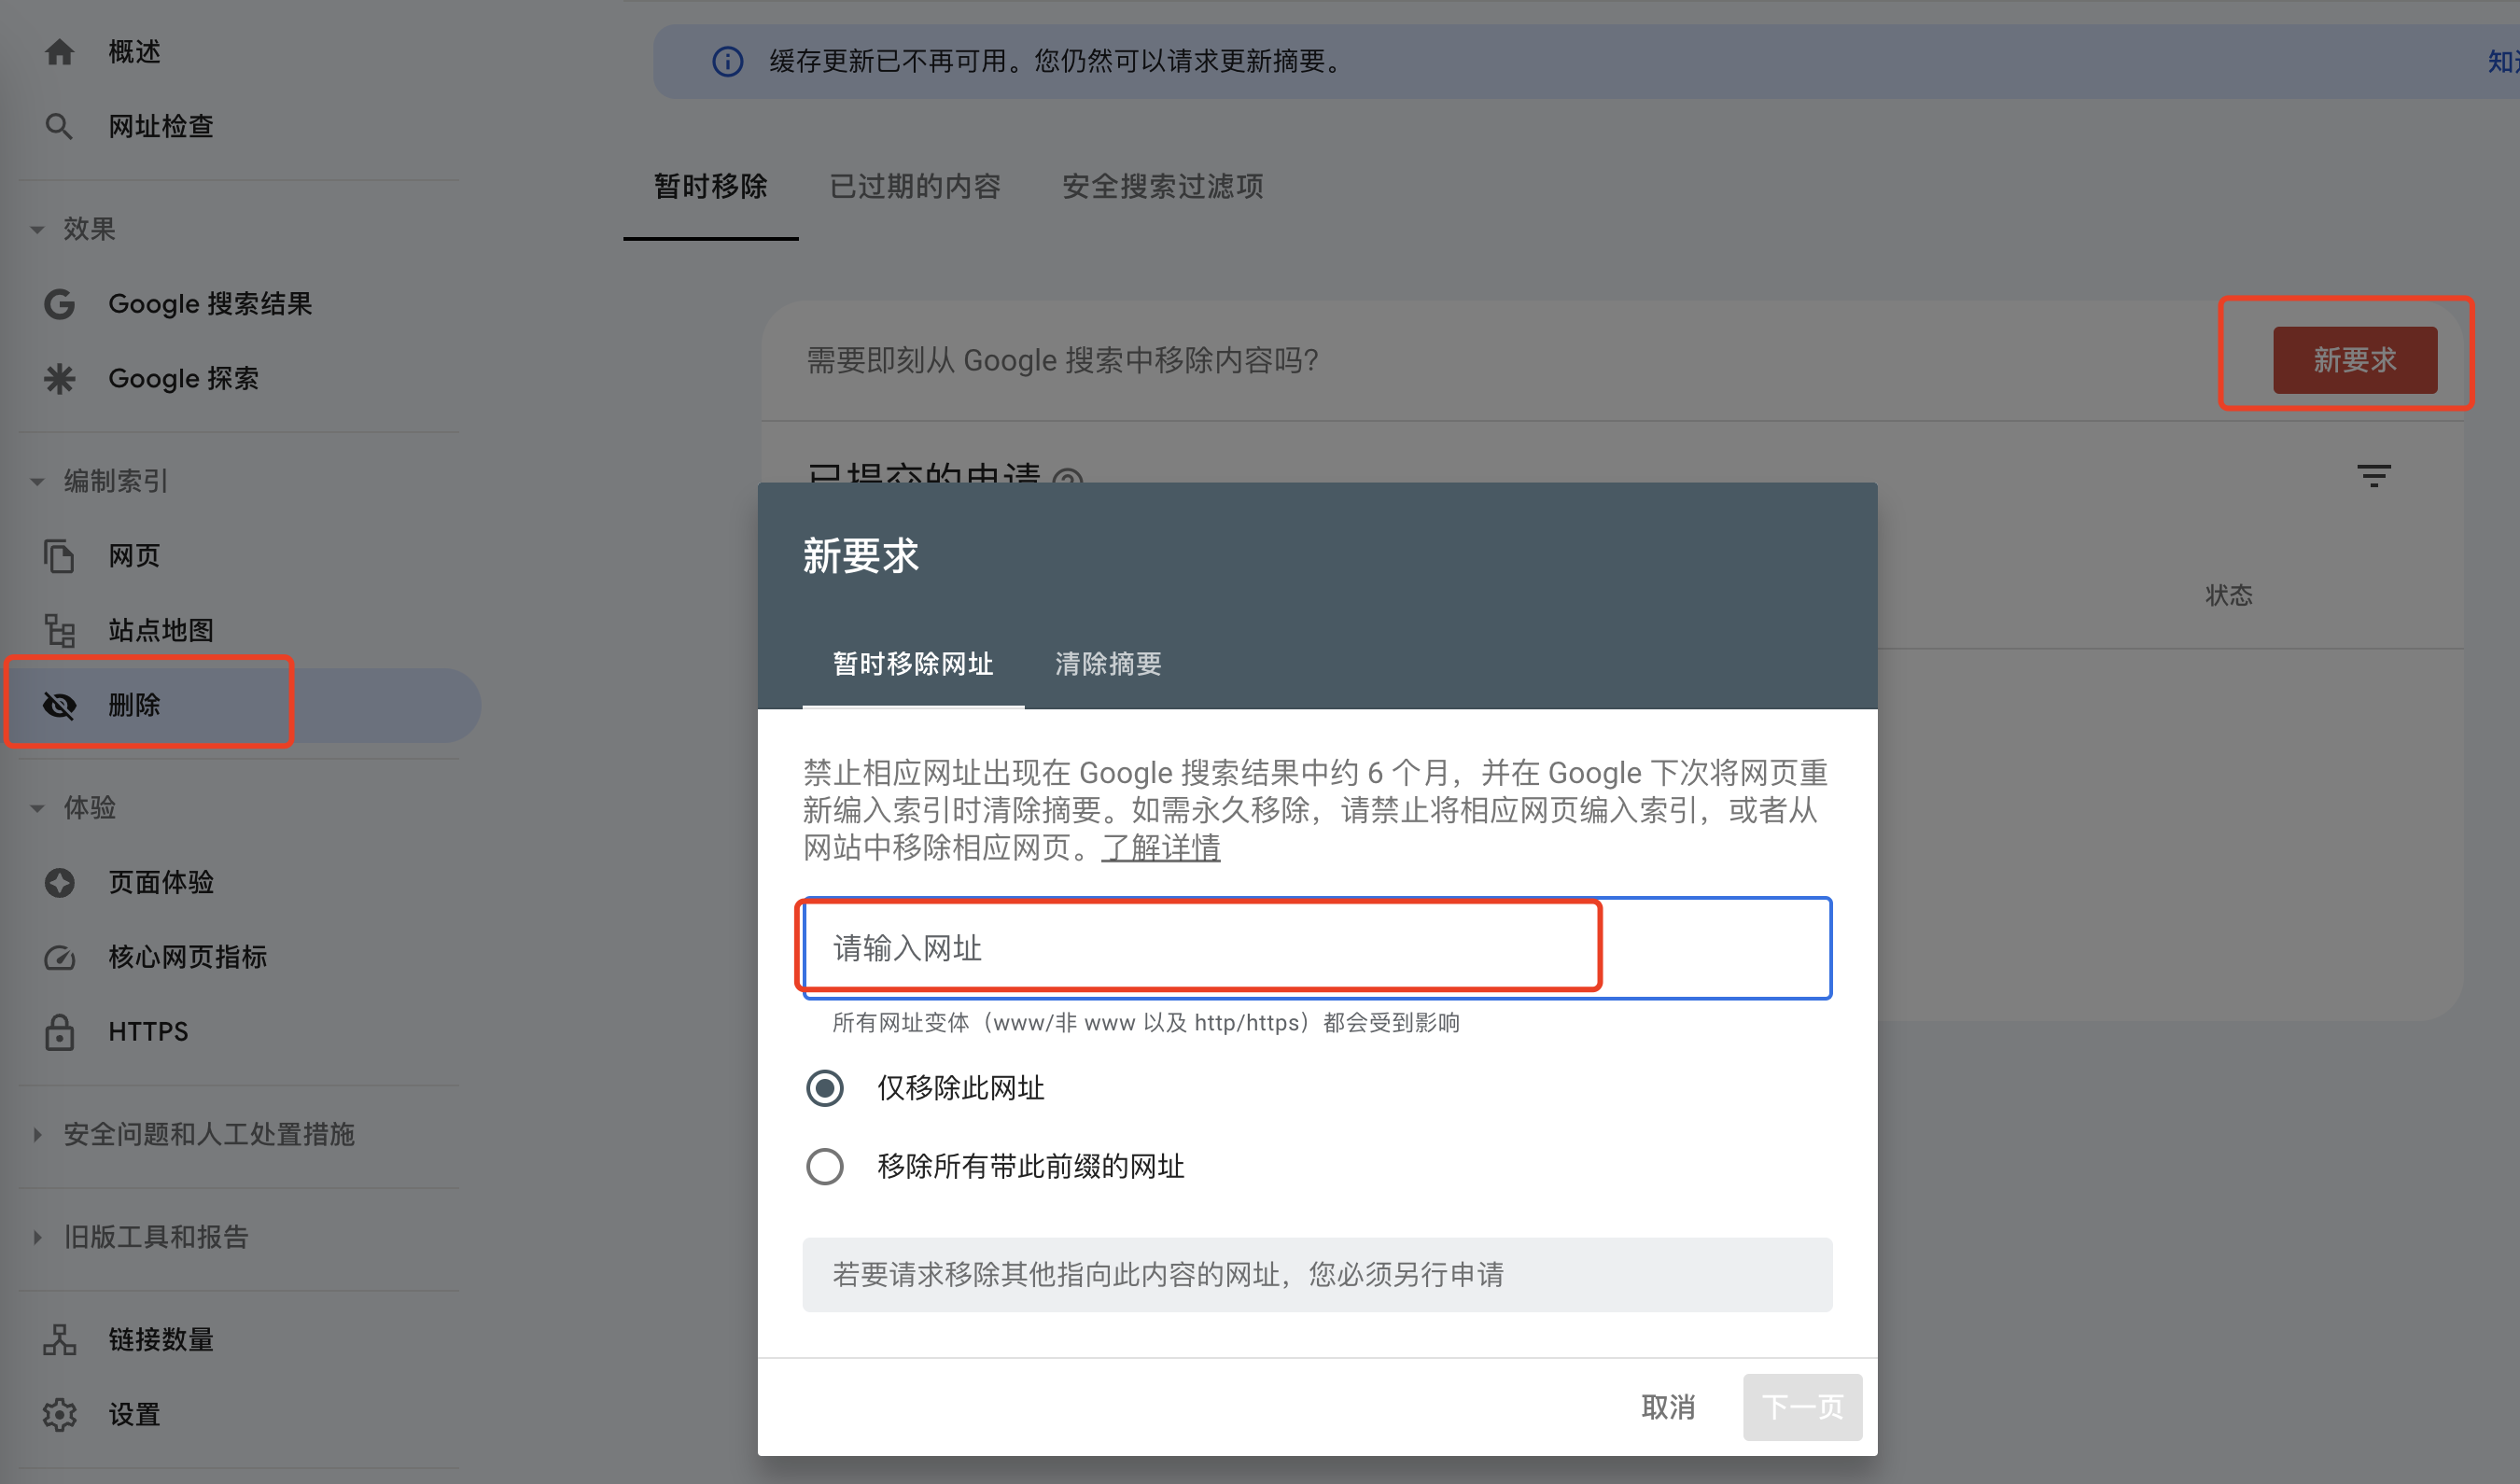 概述
网址检查
效果
Google 搜索结果
Google 探索
编制索引
网页
站点地图
删除
体验
页面体验
核心网页指标
HTTPS
安全问题和人工处置措施
旧版工具和报告
链接数量
设置
缓存更新已不再可用。您仍然可以请求更新摘要。
知
暂时移除
已过期的内容
安全搜索过滤项
需要即刻从 Google 搜索中移除内容吗?
新要求
已提交的申请
状态
新要求
暂时移除网址
清除摘要
禁止相应网址出现在 Google 搜索结果中约 6 个月，并在 Google 下次将网页重
新编入索引时清除摘要。如需永久移除，请禁止将相应网页编入索引，或者从
网站中移除相应网页。了解详情
请输入网址
所有网址变体（www/非 www 以及 http/https）都会受到影响
仅移除此网址
移除所有带此前缀的网址
若要请求移除其他指向此内容的网址，您必须另行申请
取消
下一页